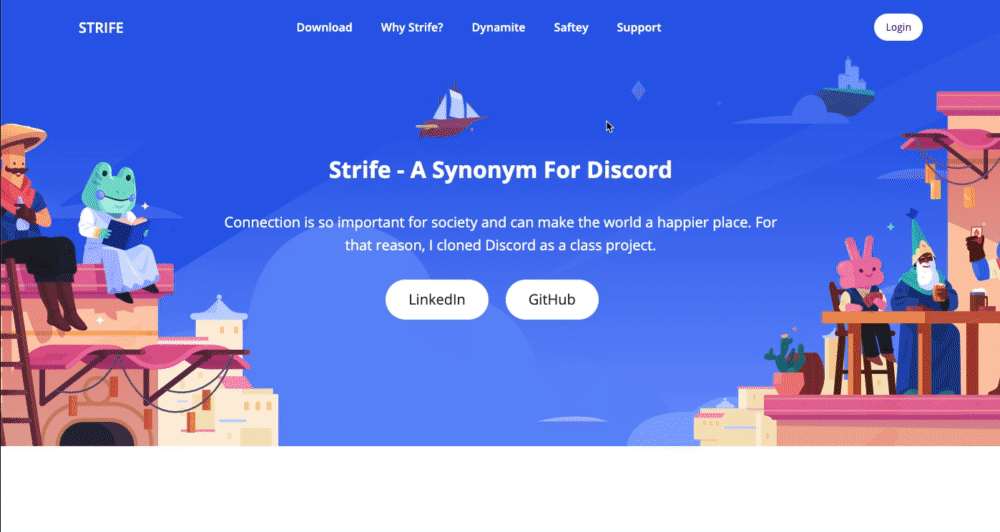 STRIFE
Download Why Strife? Dynamite Saftey Support
Login
Strife - A Synonym For Discord
Connection is so important for society and can make the world a happier place. For
that reason, I cloned Discord as a class project.
LinkedIn GitHub